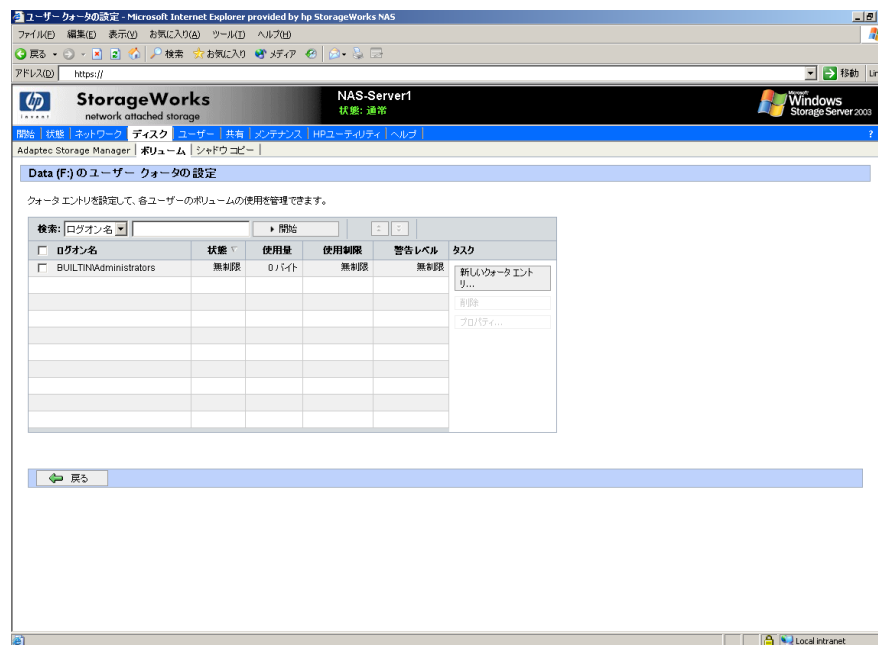 ユーザー クォータの設定 - Microsoft Internet Explorer provided by hp StorageWorks NAS
ファイル(F) 編集(E) 表示(V) お気に入り(A) ツール(T) ヘルプ(H)
戻る 検索 お気に入り メディア
アドレス(D) https:// 移動
hp invent StorageWorks NAS-Server1 Microsoft Windows
network attached storage 状態: 通常 Storage Server 2003
開始 状態 ネットワーク ディスク ユーザー 共有 メンテナンス HPユーティリティ ヘルプ ?
Adaptec Storage Manager ボリューム シャドウ コピー
Data (F:) のユーザー クォータの設定
クォータ エントリを設定して、各ユーザーのボリュームの使用を管理できます。
検索: ログオン名 開始
ログオン名 状態 使用量 使用制限 警告レベル タスク
BUILTIN\Administrators 無制限 0 バイト 無制限 無制限
新しいクォータ エント
リ...
削除
プロパティ...
戻る
Local intranet